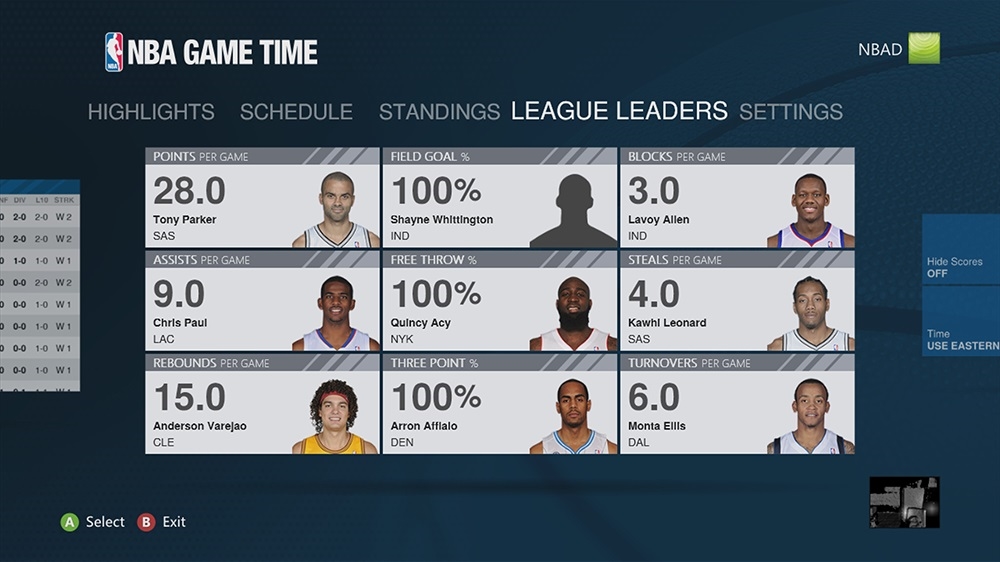 NBA
NBA GAME TIME
NBAD
HIGHLIGHTS SCHEDULE STANDINGS LEAGUE LEADERS SETTINGS
POINTS PER GAME
28.0
Tony Parker
SAS
FIELD GOAL %
100%
Shayne Whittington
IND
BLOCKS PER GAME
3.0
Lavoy Allen
IND
ASSISTS PER GAME
9.0
Chris Paul
LAC
FREE THROW %
100%
Quincy Acy
NYK
STEALS PER GAME
4.0
Kawhi Leonard
SAS
REBOUNDS PER GAME
15.0
Anderson Varejao
CLE
THREE POINT %
100%
Arron Afflalo
DEN
TURNOVERS PER GAME
6.0
Monta Ellis
DAL
NF DIV L10 STRK
0 2-0 2-0 W 2
0 2-0 2-0 W 2
0 1-0 1-0 W 1
0 0-0 2-0 W 2
0 0-0 1-0 W 1
0 0-0 1-0 W 1
0 0-0 1-0 W 1
0 0-0 1-0 W 1
Hide Scores
OFF
Time
USE EASTERN
A Select B Exit